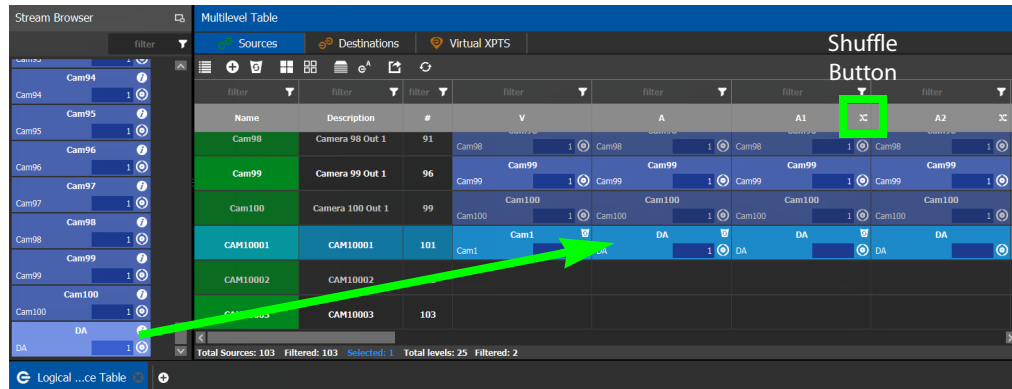 Stream Browser
Multilevel Table
filter
Sources
Destinations
Virtual XPTS
Shuffle
Button
Cam94
Cam94 1
Cam95
Cam95 1
Cam96
Cam96 1
Cam97
Cam97 1
Cam98
Cam98 1
Cam99
Cam99 1
Cam100
Cam100 1
DA
DA 1
filter filter filter filter filter filter filter
Name Description # V A A1 A2
Cam98 Camera 98 Out 1 91
Cam98 1 Cam98 1 Cam98 1 Cam98 1
Cam99 Cam99 Cam99 Cam99
Cam99 Camera 99 Out 1 96
Cam99 1 Cam99 1 Cam99 1 Cam99 1
Cam100 Cam100 Cam100 Cam100
Cam100 Camera 100 Out 1 99
Cam100 1 Cam100 1 Cam100 1 Cam100 1
Cam1 DA DA DA
CAM10001 CAM10001 101
Cam1 DA 1 DA DA
CAM10002 CAM10002
CAM10003 103
Total Sources: 103 Filtered: 103 Selected: 1 Total levels: 25 Filtered: 2
Logical ...ce Table